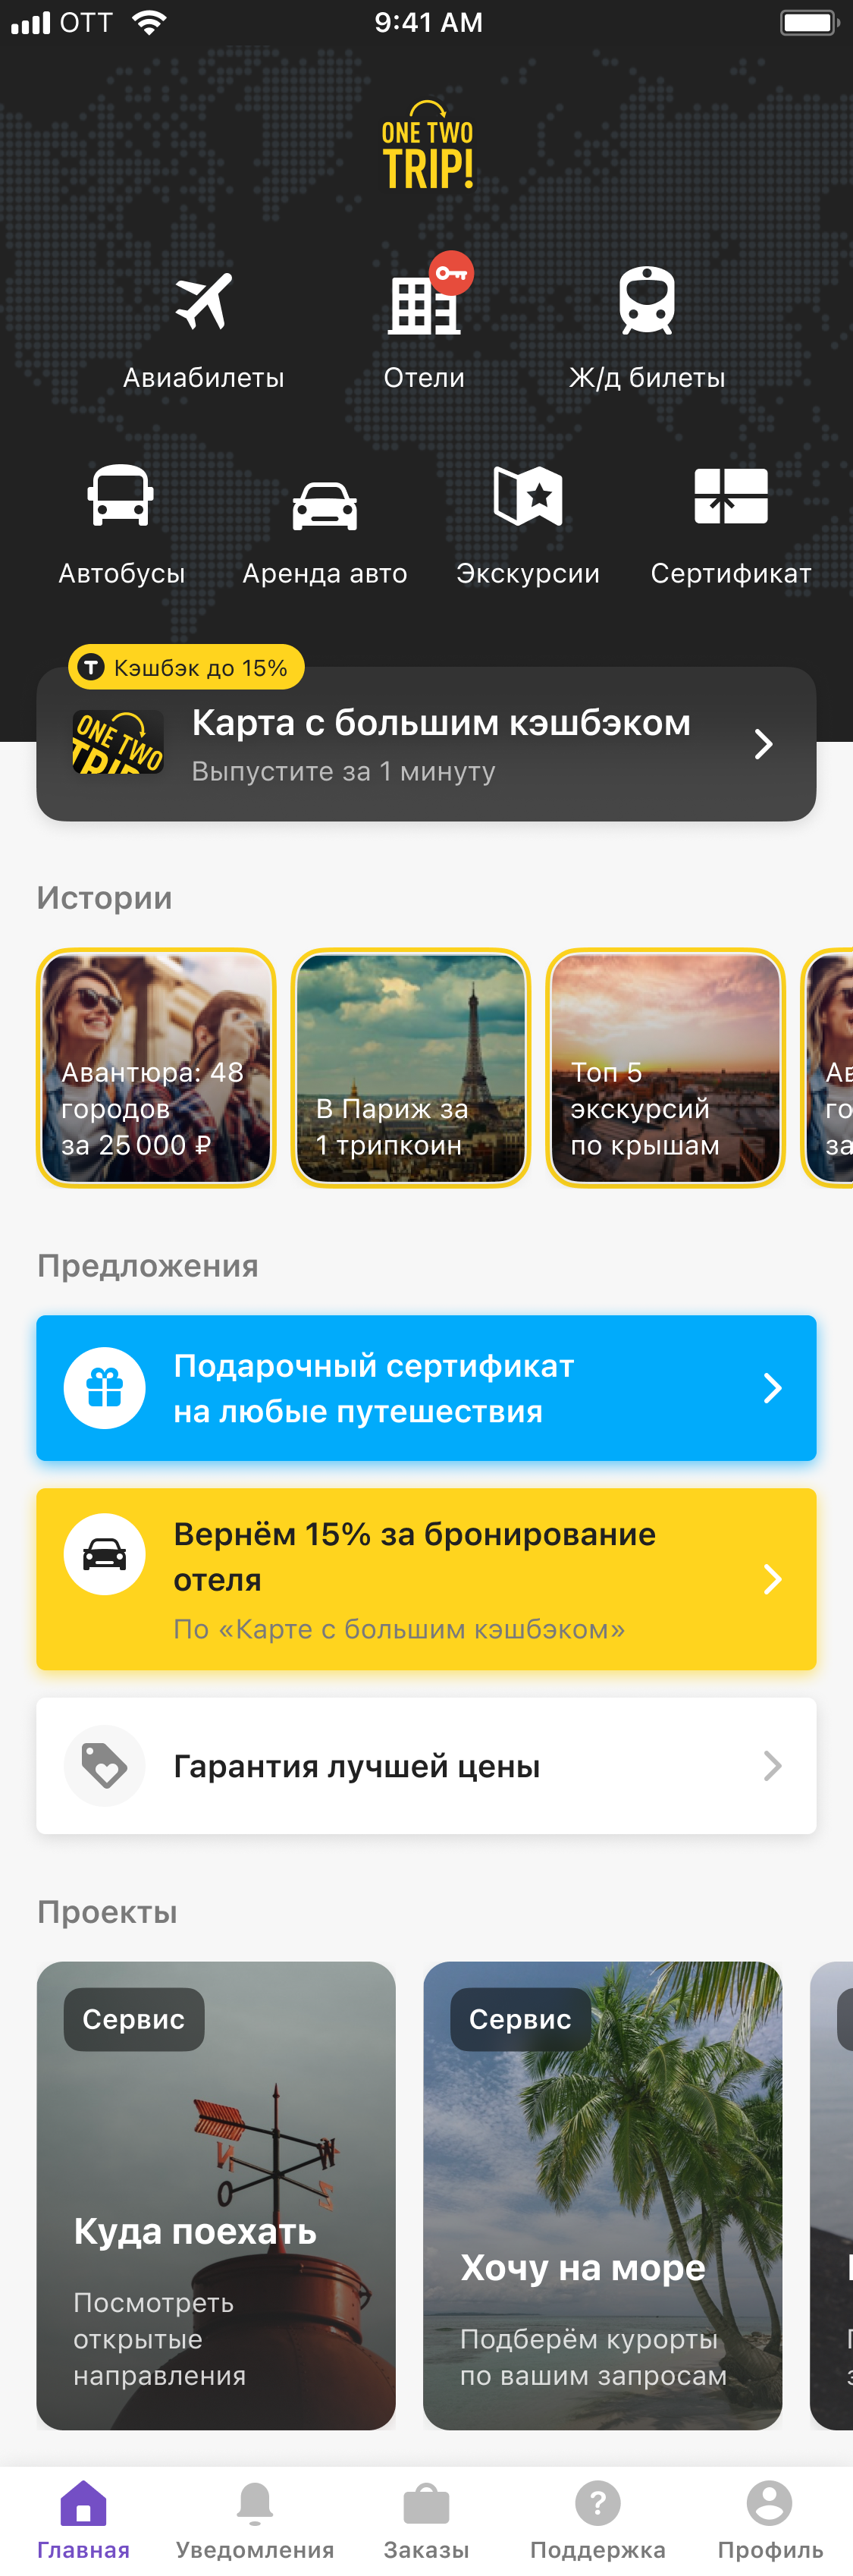 ОТТ
9:41 AM
ONE TWO
TRIP!
Авиабилеты
Отели
Ж/д билеты
Автобусы
Аренда авто
Экскурсии
Сертификат
Т Кэшбэк до 15%
ONE TWO
TRIP
Карта с большим кэшбэком
Выпустите за 1 минуту
Истории
Авантюра: 48
городов
за 25 000 ₽
В Париж за
1 трипкоин
Топ 5
экскурсий
по крышам
Ав
го
за
Предложения
Подарочный сертификат
на любые путешествия
Вернём 15% за бронирование
отеля
По «Карте с большим кэшбэком»
Гарантия лучшей цены
Проекты
Сервис
N
W
O
S
Куда поехать
Посмотреть
открытые
направления
Сервис
Хочу на море
Подберём курорты
по вашим запросам
Главная
Уведомления
Заказы
?
Поддержка
Профиль